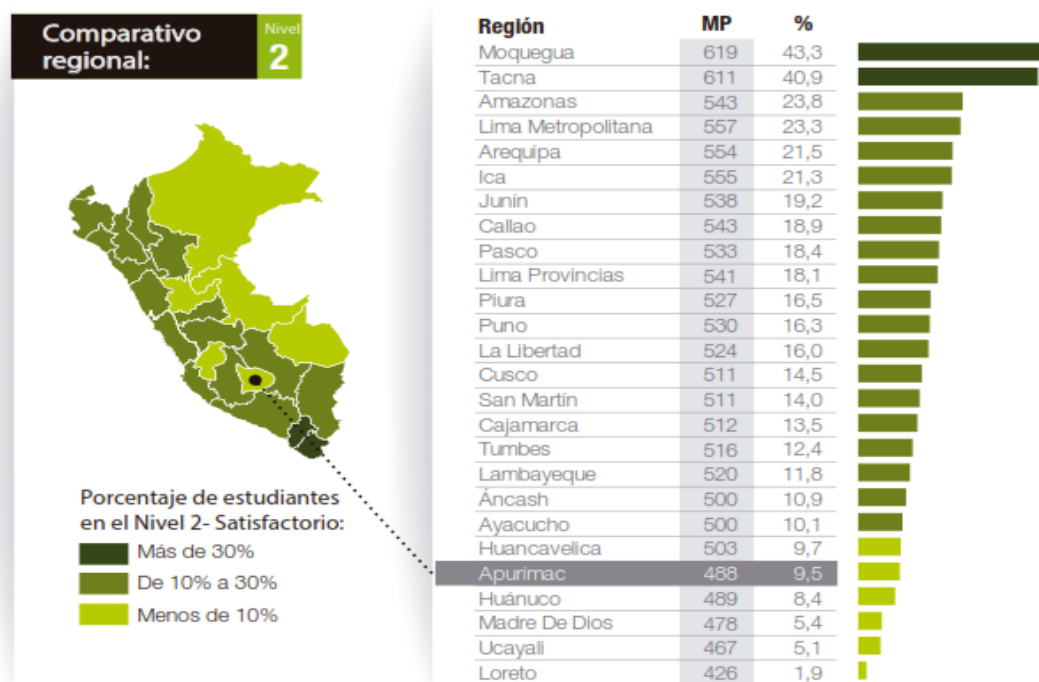 Comparativo
regional:
Nivel
2
Porcentaje de estudiantes
en el Nivel 2- Satisfactorio:
Más de 30%
De 10% a 30%
Menos de 10%
Región MP %
Moquegua 619 43,3
Tacna 611 40,9
Amazonas 543 23,8
Lima Metropolitana 557 23,3
Arequipa 554 21,5
Ica 555 21,3
Junín 538 19,2
Callao 543 18,9
Pasco 533 18,4
Lima Provincias 541 18,1
Piura 527 16,5
Puno 530 16,3
La Libertad 524 16,0
Cusco 511 14,5
San Martín 511 14,0
Cajamarca 512 13,5
Tumbes 516 12,4
Lambayeque 520 11,8
Áncash 500 10,9
Ayacucho 500 10,1
Huancavelica 503 9,7
Apurimac 488 9,5
Huánuco 489 8,4
Madre De Dios 478 5,4
Ucayali 467 5,1
Loreto 426 1,9